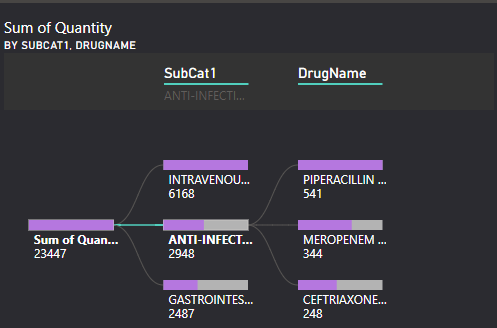 Sum of Quantity
BY SUBCAT1, DRUGNAME
SubCat1 DrugName
ANTI-INFECTI...
INTRAVENOU... PIPERACILLIN ...
6168 541
Sum of Quan... ANTI-INFECT... MEROPENEM ...
23447 2948 344
GASTROINTES... CEFTRIAXONE...
2487 248